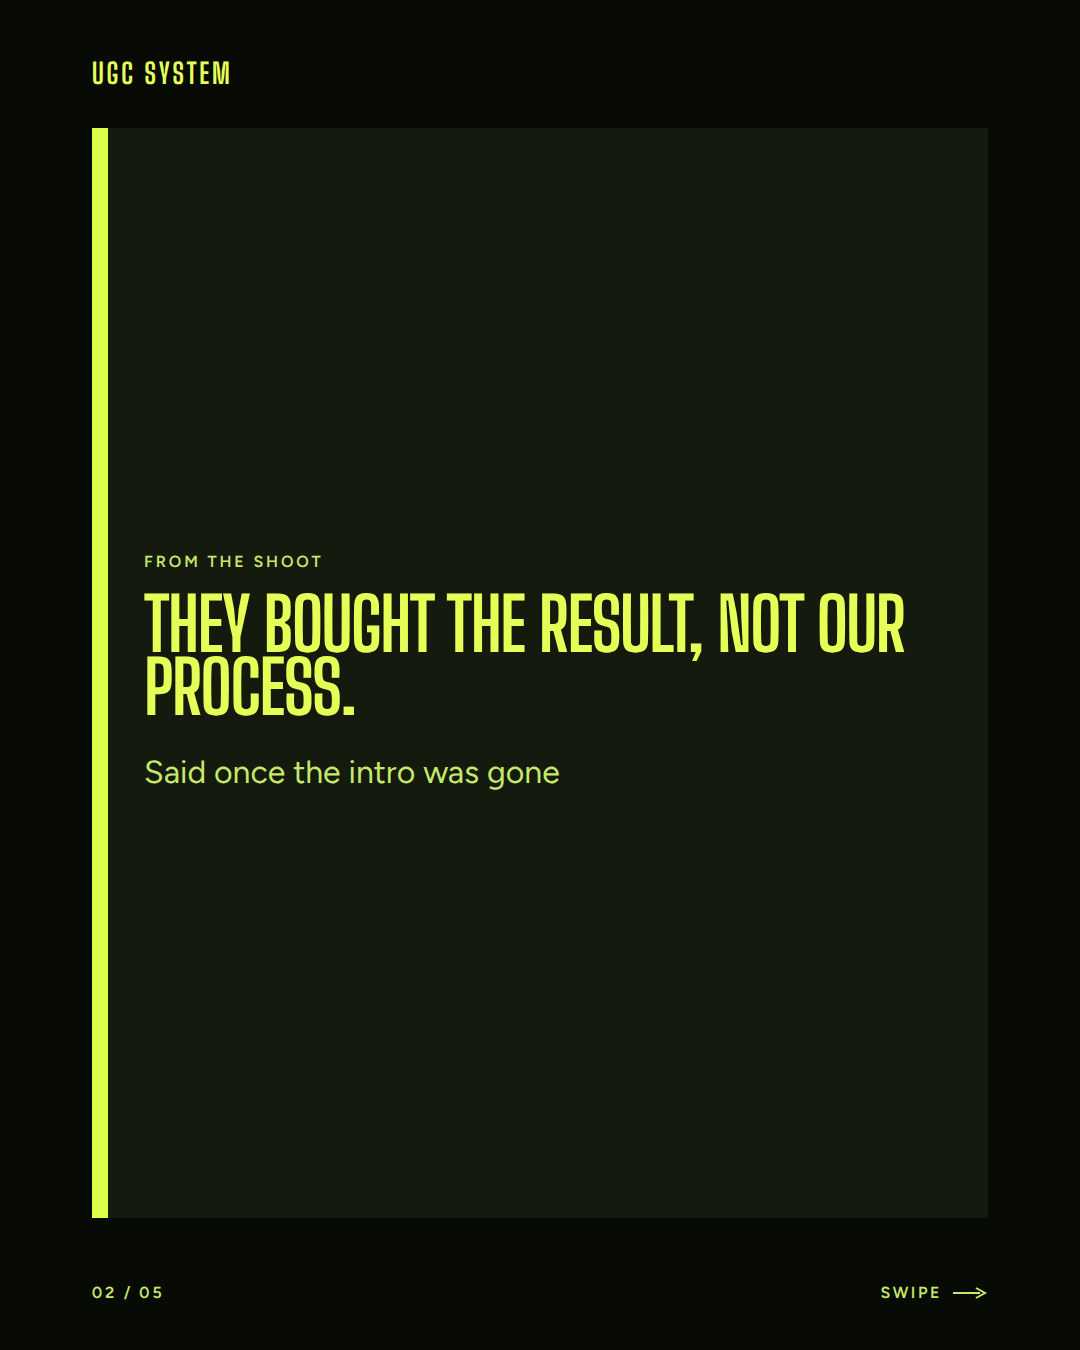 UGC SYSTEM
FROM THE SHOOT
THEY BOUGHT THE RESULT, NOT OUR
PROCESS.
Said once the intro was gone
02 / 05
SWIPE